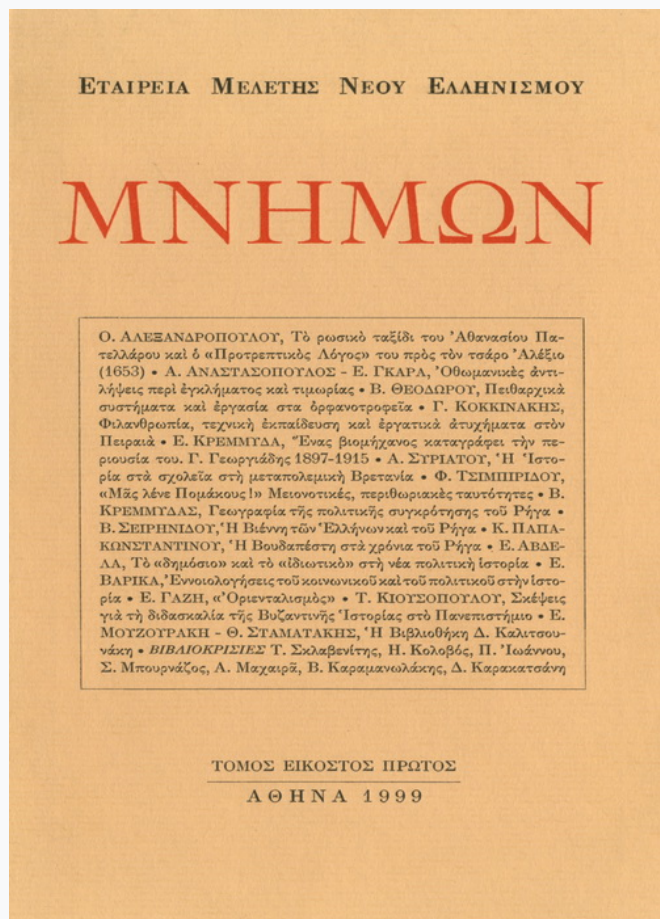 ΕΤΑΙΡΕΙΑ ΜΕΛΕΤΗΣ ΝΕΟΥ ΕΛΛΗΝΙΣΜΟΥ
ΜΝΗΜΩΝ
Ο. ΑΛΕΞΑΝΔΡΟΠΟΥΛΟΥ, Τὸ ρωσικὸ ταξίδι του Ἀθανασίου Πα-
τελλάρου καὶ ὁ «Προτρεπτικὸς Λόγος» του πρὸς τὸν τσάρο Ἀλέξιο
(1653) • Α. ΑΝΑΣΤΑΣΟΠΟΥΛΟΣ - Ε. ΓΚΑΡΑ, Ὀθωμανικὲς ἀντι-
λήψεις περὶ ἐγκλήματος καὶ τιμωρίας • Β. ΘΕΟΔΩΡΟΥ, Πειθαρχικὰ
συστήματα καὶ ἐργασία στα ὀρφανοτροφεῖα • Γ. ΚΟΚΚΙΝΑΚΗΣ,
Φιλανθρωπία, τεχνικὴ ἐκπαίδευση καὶ ἐργατικὰ ἀτυχήματα στὸν
Πειραιὰ • Ε. ΚΡΕΜΜΥΔΑ, Ἕνας βιομήχανος καταγράφει τὴν πε-
ριουσία του. Γ. Γεωργιάδης 1897-1915 • Α. ΣΥΡΙΑΤΟΥ, Ἡ Ἱστο-
ρία στὰ σχολεῖα στὴ μεταπολεμικὴ Βρετανία • Φ. ΤΣΙΜΠΙΡΙΔΟΥ,
«Μᾶς λένε Πομάκους!» Μειονοτικές, περιθωριακὲς ταυτότητες • Β.
ΚΡΕΜΜΥΔΑΣ, Γεωγραφία τῆς πολιτικῆς συγκρότησης τοῦ Ρήγα •
Β. ΣΕΙΡΗΝΙΔΟΥ, Ἡ Βιέννη τῶν Ἑλλήνων καὶ τοῦ Ρήγα • Κ. ΠΑΠΑ-
ΚΩΝΣΤΑΝΤΙΝΟΥ, Ἡ Βουδαπέστη στὰ χρόνια τοῦ Ρήγα • Ε. ΑΒΔΕ-
ΛΑ, Τὸ «δημόσιο» καὶ τὸ «ἰδιωτικὸ» στὴ νέα πολιτικὴ ἱστορία • Ε.
ΒΑΡΙΚΑ, Ἐννοιολογήσεις τοῦ κοινωνικοῦ καὶ τοῦ πολιτικοῦ στὴν ἱστο-
ρία • Ε. ΓΑΖΗ, «Ὀριενταλισμὸς» • Τ. ΚΙΟΥΣΟΠΟΥΛΟΥ, Σκέψεις
γιὰ τὴ διδασκαλία τῆς Βυζαντινῆς Ἱστορίας στὸ Πανεπιστήμιο • Ε.
ΜΟΥΖΟΥΡΑΚΗ - Θ. ΣΤΑΜΑΤΑΚΗΣ, Ἡ Βιβλιοθήκη Δ. Καλιτσου-
νάκη • ΒΙΒΛΙΟΚΡΙΣΙΕΣ Τ. Σκλαβενίτης, Η. Κολοβός, Π. Ἰωάννου,
Σ. Μπουρνάζος, Α. Μαχαιρᾶ, Β. Καραμανωλάκης, Δ. Καρακατσάνη
ΤΟΜΟΣ ΕΙΚΟΣΤΟΣ ΠΡΩΤΟΣ
ΑΘΗΝΑ 1999